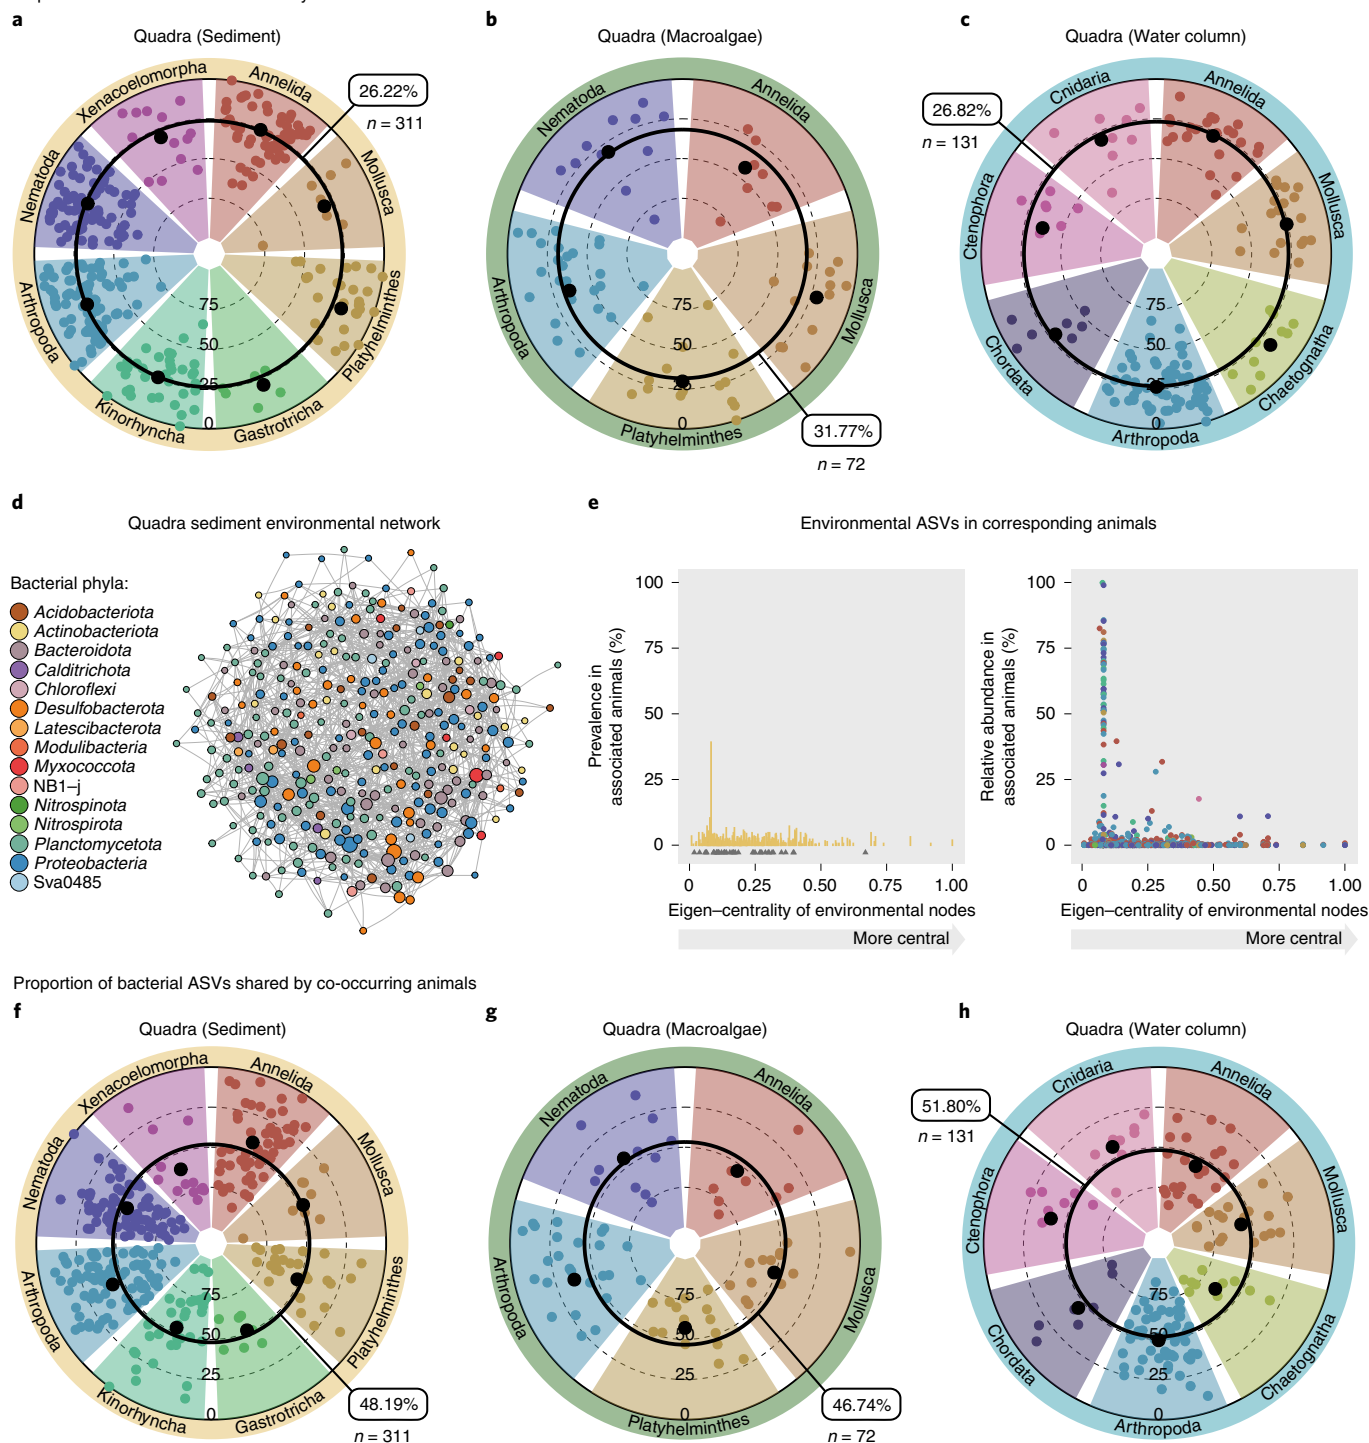 a
Quadra (Sediment)
Xenacoelomorpha
Annelida
Mollusca
Platyhelminthes
Gastrotricha
Kinorhyncha
Arthropoda
Nematoda
75
50
25
0
26.22%
n = 311
b
Quadra (Macroalgae)
Nematoda
Annelida
Mollusca
Platyhelminthes
Arthropoda
75
50
25
0
31.77%
n = 72
c
Quadra (Water column)
Cnidaria
Annelida
Mollusca
Chaetognatha
Arthropoda
Chordata
Ctenophora
75
50
25
0
26.82%
n = 131
d
Quadra sediment environmental network
Bacterial phyla:
Acidobacteriota
Actinobacteriota
Bacteroidota
Calditrichota
Chloroflexi
Desulfobacterota
Latescibacterota
Modulibacteria
Myxococcota
NB1–j
Nitrospinota
Nitrospirota
Planctomycetota
Proteobacteria
Sva0485
e
Environmental ASVs in corresponding animals
Prevalence in
associated animals (%)
100
75
50
25
0
0 0.25 0.50 0.75 1.00
Eigen–centrality of environmental nodes
More central
Relative abundance in
associated animals (%)
100
75
50
25
0
0 0.25 0.50 0.75 1.00
Eigen–centrality of environmental nodes
More central
Proportion of bacterial ASVs shared by co-occurring animals
f
Quadra (Sediment)
Xenacoelomorpha
Annelida
Mollusca
Platyhelminthes
Gastrotricha
Kinorhyncha
Arthropoda
Nematoda
75
50
25
0
48.19%
n = 311
g
Quadra (Macroalgae)
Nematoda
Annelida
Mollusca
Platyhelminthes
Arthropoda
75
50
25
0
46.74%
n = 72
h
Quadra (Water column)
Cnidaria
Annelida
Mollusca
Chaetognatha
Arthropoda
Chordata
Ctenophora
75
50
25
0
51.80%
n = 131